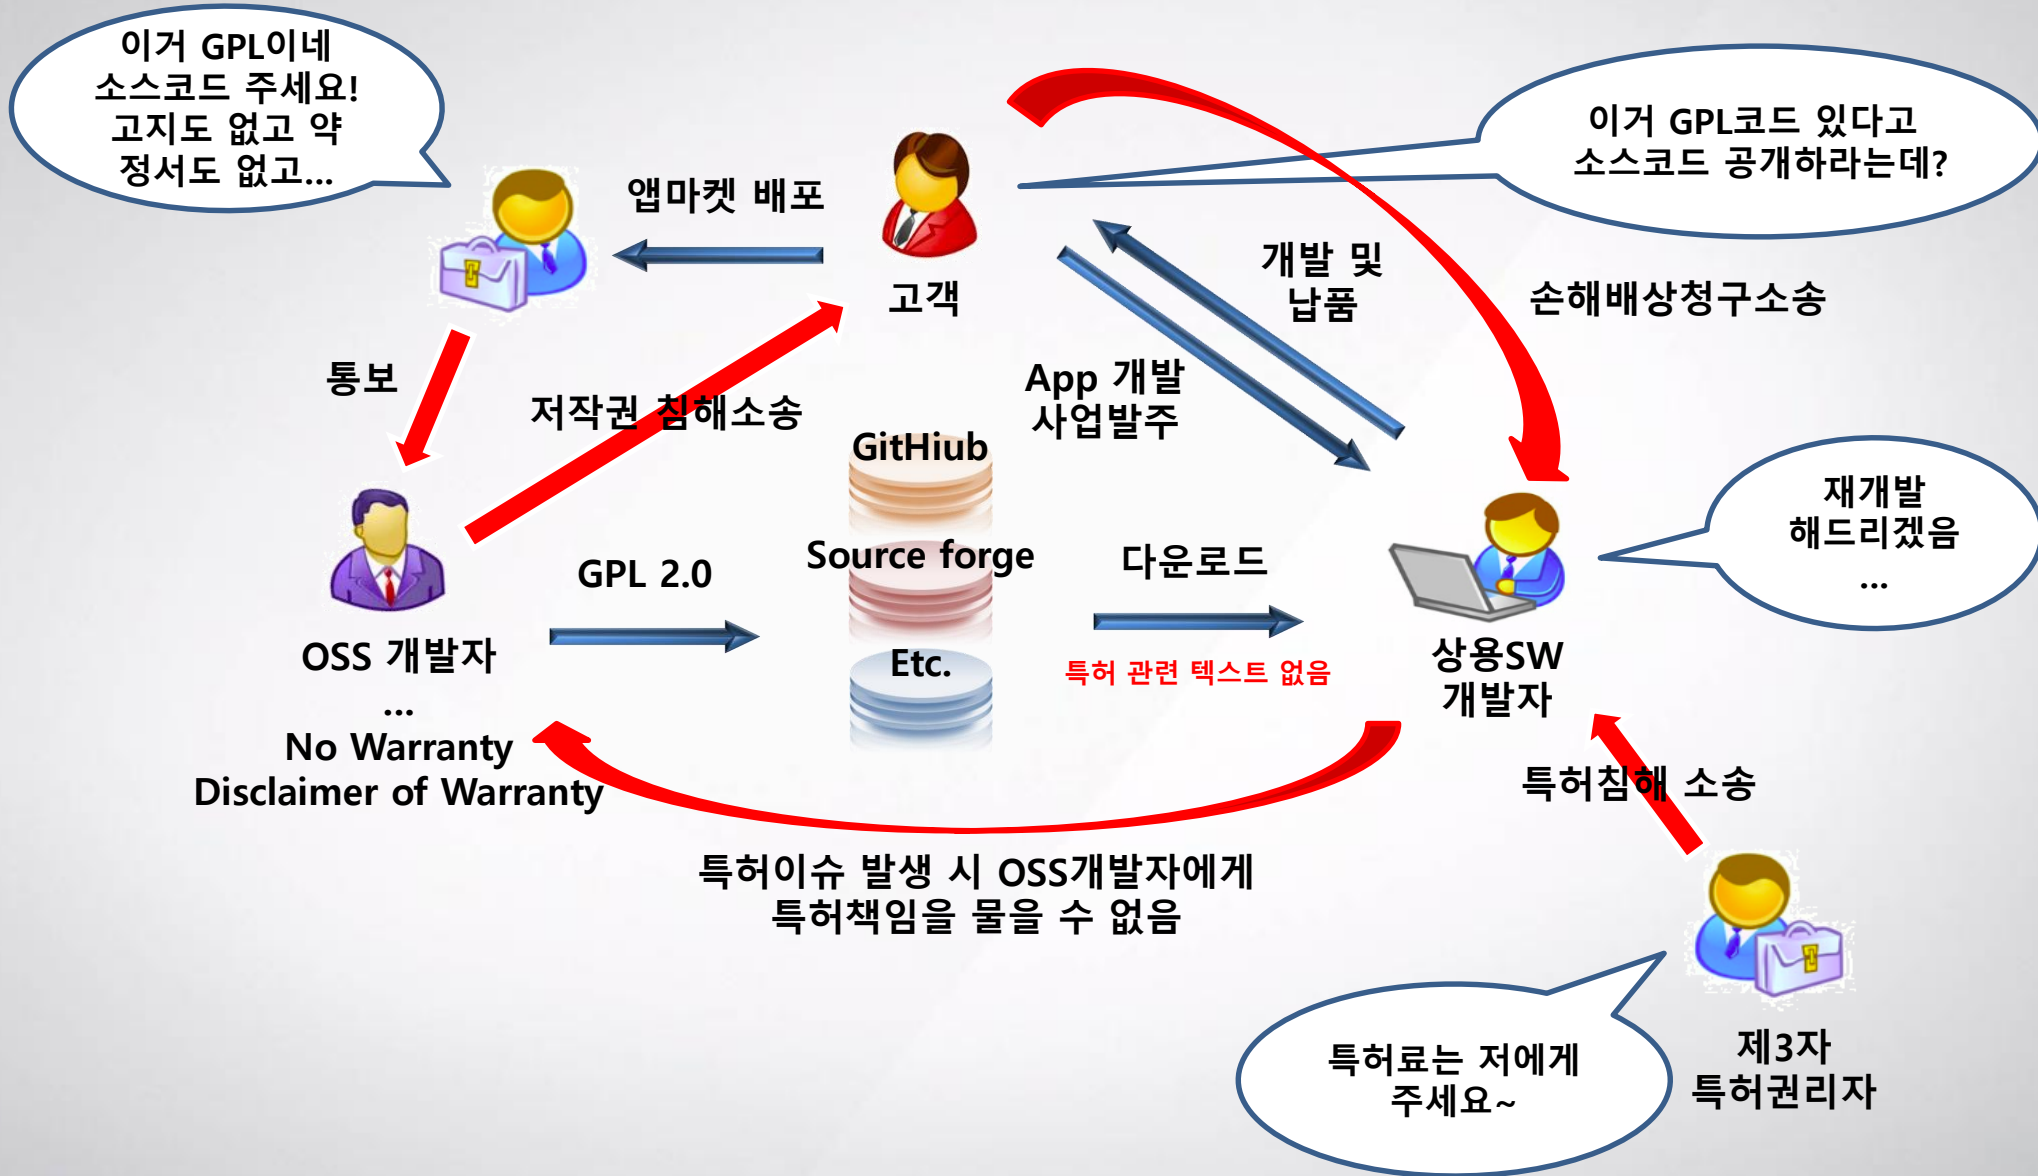 이거 GPL이네
소스코드 주세요!
고지도 없고 약
정서도 없고...
이거 GPL코드 있다고
소스코드 공개하라는데?
앱마켓 배포
고객
개발 및
납품
손해배상청구소송
통보
저작권 침해소송
App 개발
사업발주
GitHiub
Source forge
Etc.
GPL 2.0
다운로드
특허 관련 텍스트 없음
재개발
해드리겠음
...
OSS 개발자
...
No Warranty
Disclaimer of Warranty
상용SW
개발자
특허침해 소송
특허이슈 발생 시 OSS개발자에게
특허책임을 물을 수 없음
특허료는 저에게
주세요~
제3자
특허권리자